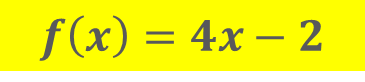 f(x) = 4x − 2